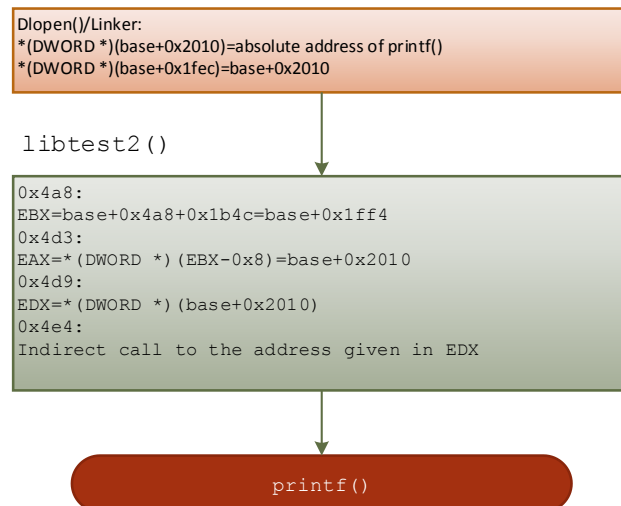 Dlopen()/Linker:
*(DWORD *)(base+0x2010)=absolute address of printf()
*(DWORD *)(base+0x1fec)=base+0x2010
libtest2()
0x4a8:
EBX=base+0x4a8+0x1b4c=base+0x1ff4
0x4d3:
EAX=*(DWORD *)(EBX-0x8)=base+0x2010
0x4d9:
EDX=*(DWORD *)(base+0x2010)
0x4e4:
Indirect call to the address given in EDX
printf()